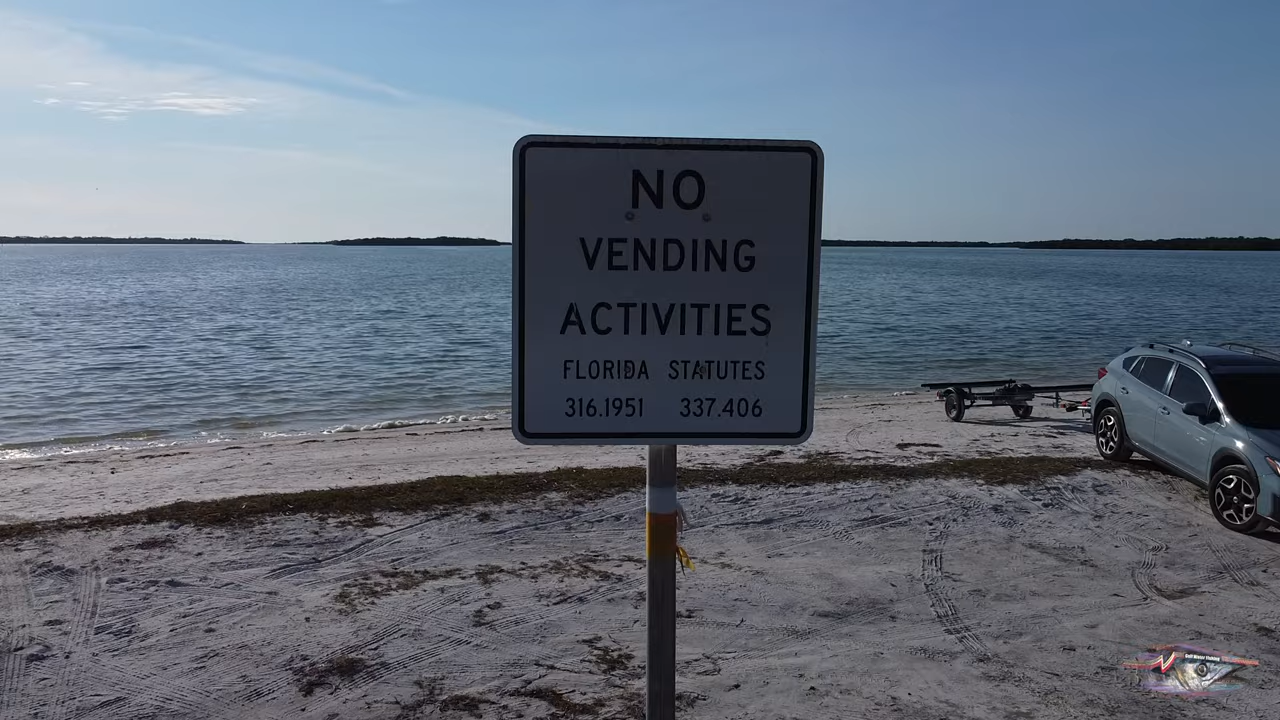 NO
VENDING
ACTIVITIES
FLORIDA STATUTES
316.1951 337.406